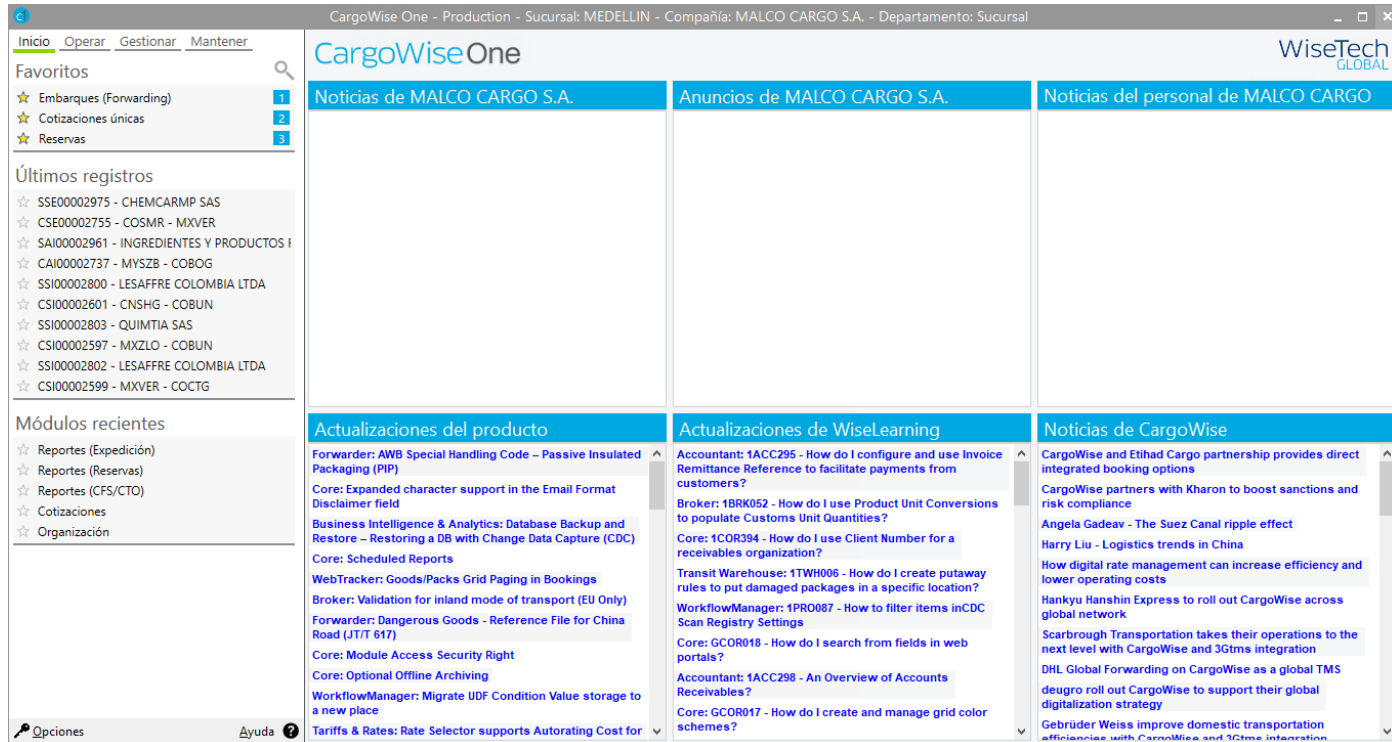 CargoWise One - Production - Sucursal: MEDELLIN - Compañía: MALCO CARGO S.A. - Departamento: Sucursal
Inicio Operar Gestionar Mantener
Favoritos
Embarques (Forwarding) 1
Cotizaciones únicas 2
Reservas 3
Últimos registros
SSE00002975 - CHEMCARMP SAS
CSE00002755 - COSMR - MXVER
SAI00002961 - INGREDIENTES Y PRODUCTOS
CAI00002737 - MYSZB - COBOG
SSI00002800 - LESAFFRE COLOMBIA LTDA
CSI00002601 - CNSHG - COBUN
SSI00002803 - QUIMTIA SAS
CSI00002597 - MXZLO - COBUN
SSI00002802 - LESAFFRE COLOMBIA LTDA
CSI00002599 - MXVER - COCTG
Módulos recientes
Reportes (Expedición)
Reportes (Reservas)
Reportes (CFS/CTO)
Cotizaciones
Organización
Opciones Ayuda ?
CargoWise One
WiseTech
GLOBAL
Noticias de MALCO CARGO S.A.
Anuncios de MALCO CARGO S.A.
Noticias del personal de MALCO CARGO
Actualizaciones del producto
Forwarder: AWB Special Handling Code – Passive Insulated
Packaging (PIP)
Core: Expanded character support in the Email Format
Disclaimer field
Business Intelligence & Analytics: Database Backup and
Restore – Restoring a DB with Change Data Capture (CDC)
Core: Scheduled Reports
WebTracker: Goods/Packs Grid Paging in Bookings
Broker: Validation for inland mode of transport (EU Only)
Forwarder: Dangerous Goods - Reference File for China
Road (JT/T 617)
Core: Module Access Security Right
Core: Optional Offline Archiving
WorkflowManager: Migrate UDF Condition Value storage to
a new place
Tariffs & Rates: Rate Selector supports Autorating Cost for
Actualizaciones de WiseLearning
Accountant: 1ACC295 - How do I configure and use Invoice
Remittance Reference to facilitate payments from
customers?
Broker: 1BRK052 - How do I use Product Unit Conversions
to populate Customs Unit Quantities?
Core: 1COR394 - How do I use Client Number for a
receivables organization?
Transit Warehouse: 1TWH006 - How do I create putaway
rules to put damaged packages in a specific location?
WorkflowManager: 1PRO087 - How to filter items inCDC
Scan Registry Settings
Core: GCOR018 - How do I search from fields in web
portals?
Accountant: 1ACC298 - An Overview of Accounts
Receivables?
Core: GCOR017 - How do I create and manage grid color
schemes?
Noticias de CargoWise
CargoWise and Etihad Cargo partnership provides direct
integrated booking options
CargoWise partners with Kharon to boost sanctions and
risk compliance
Angela Gadeav - The Suez Canal ripple effect
Harry Liu - Logistics trends in China
How digital rate management can increase efficiency and
lower operating costs
Hankyu Hanshin Express to roll out CargoWise across
global network
Scarbrough Transportation takes their operations to the
next level with CargoWise and 3Gtms integration
DHL Global Forwarding on CargoWise as a global TMS
deugro roll out CargoWise to support their global
digitalization strategy
Gebrüder Weiss improve domestic transportation
efficiencies with CargoWise and 3Gtms integration